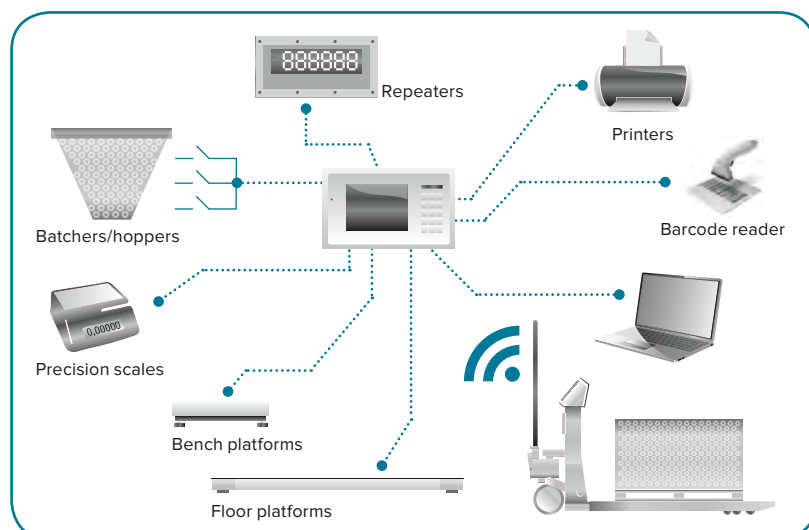 888888
Repeaters
Printers
Batchers/hoppers
Barcode reader
0,00000
Precision scales
Bench platforms
Floor platforms